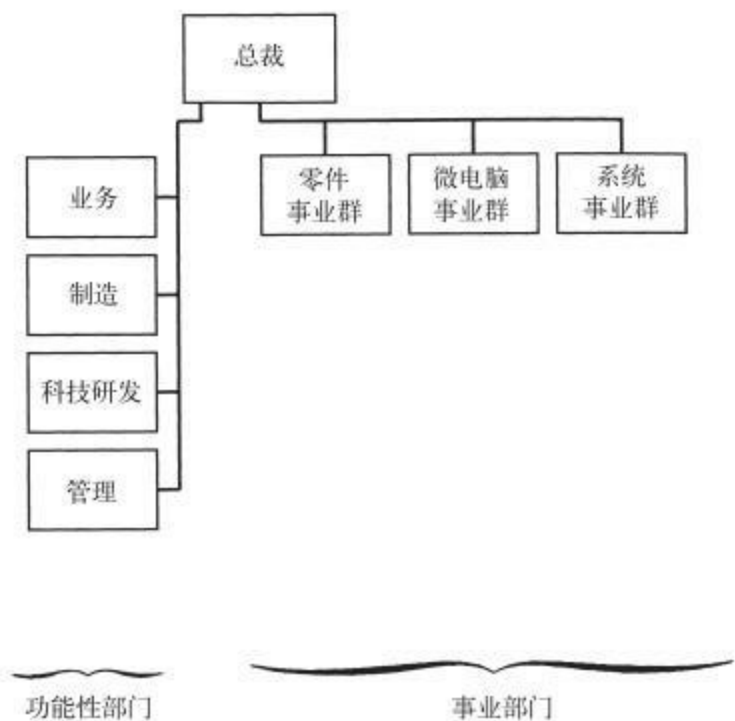 总裁
业务
制造
科技研发
管理
零件
事业群
微电脑
事业群
系统
事业群
功能性部门
事业部门